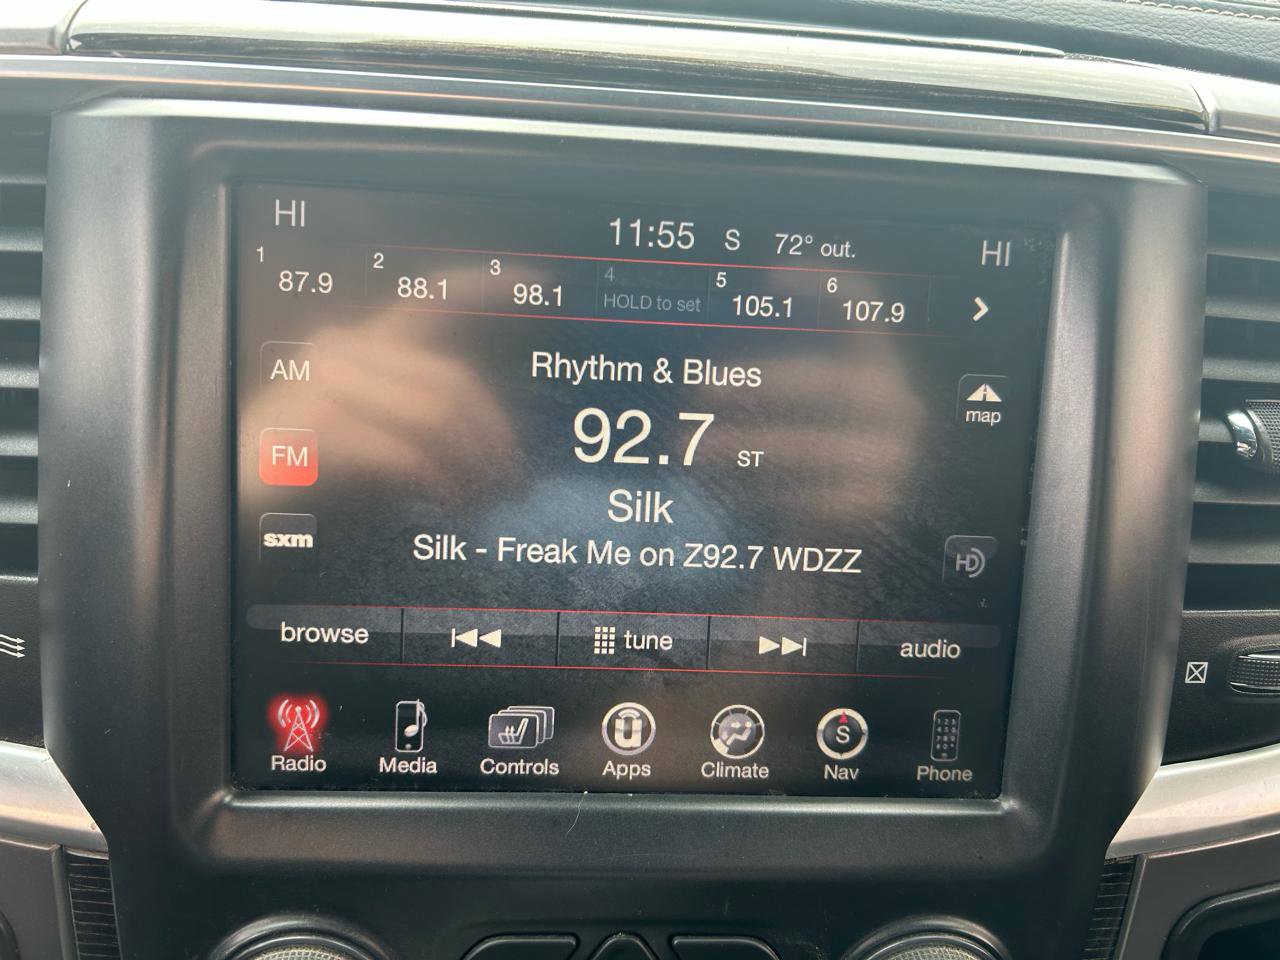 HI 11:55 S 72° out. HI
1 87.9 2 88.1 3 98.1 4 HOLD to set 5 105.1 6 107.9
Rhythm & Blues
AM
map
92.7 ST
FM
Silk
sxm
Silk - Freak Me on Z92.7 WDZZ
HD
browse tune audio
Radio Media Controls Apps Climate S Nav Phone